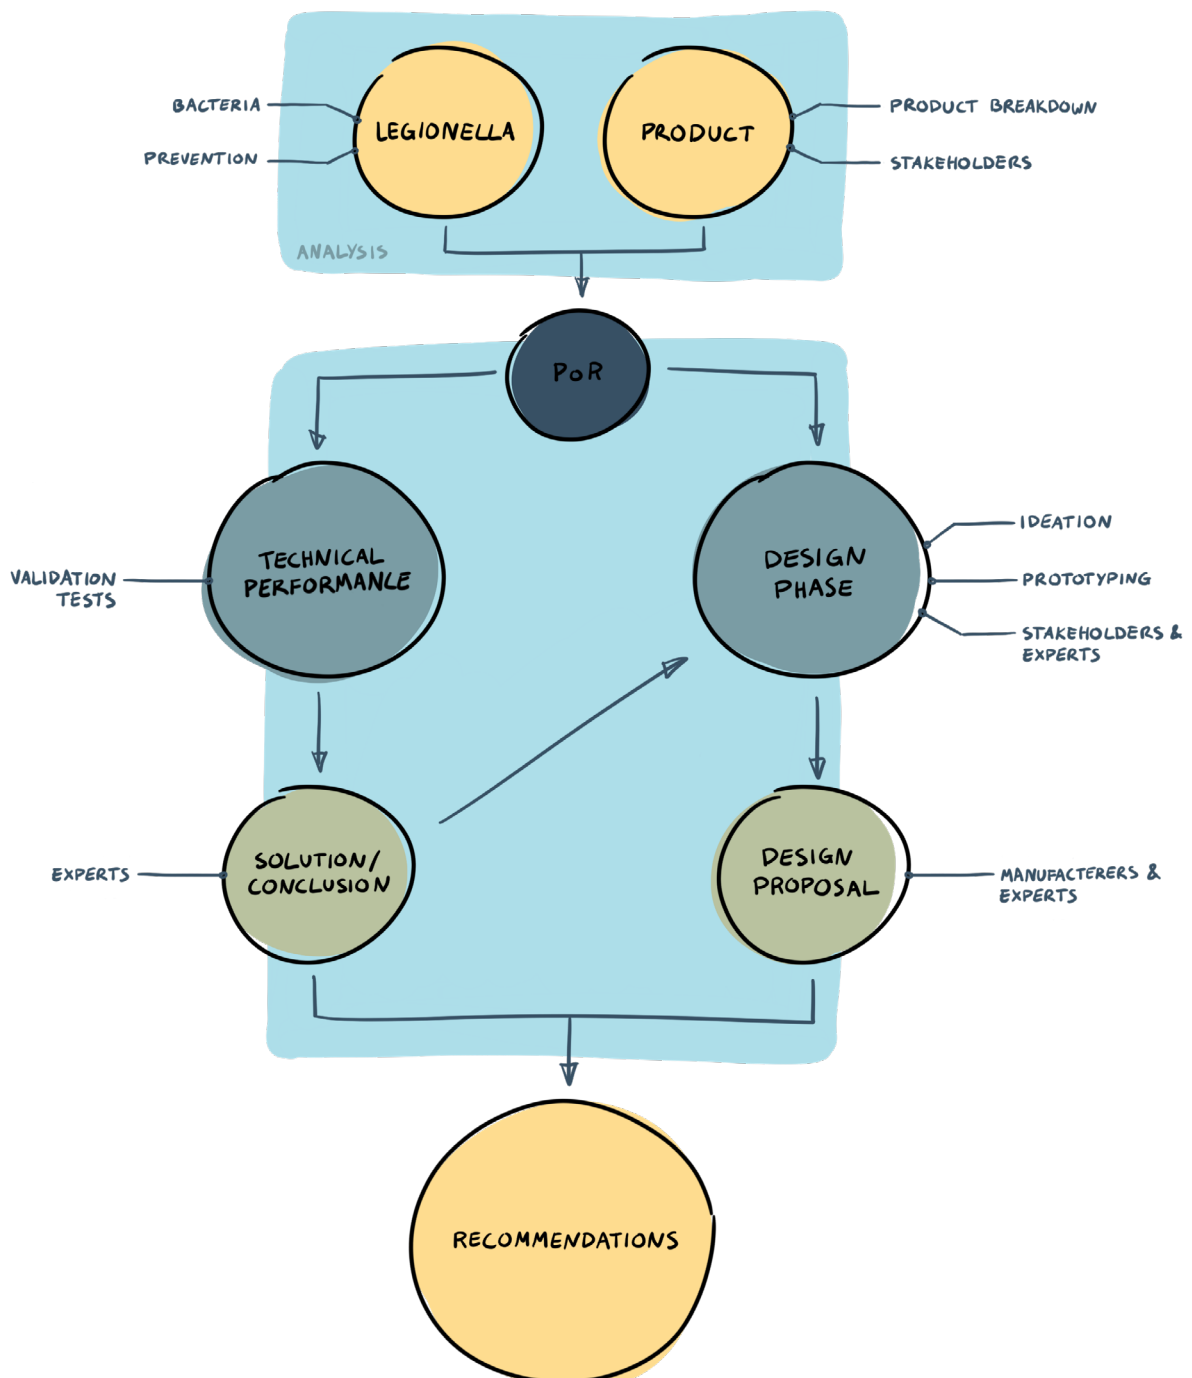 BACTERIA
PREVENTION
LEGIONELLA
PRODUCT
PRODUCT BREAKDOWN
STAKEHOLDERS
ANALYSIS
PoR
VALIDATION
TESTS
TECHNICAL
PERFORMANCE
DESIGN
PHASE
IDEATION
PROTOTYPING
STAKEHOLDERS &
EXPERTS
EXPERTS
SOLUTION/
CONCLUSION
DESIGN
PROPOSAL
MANUFACTERERS &
EXPERTS
RECOMMENDATIONS